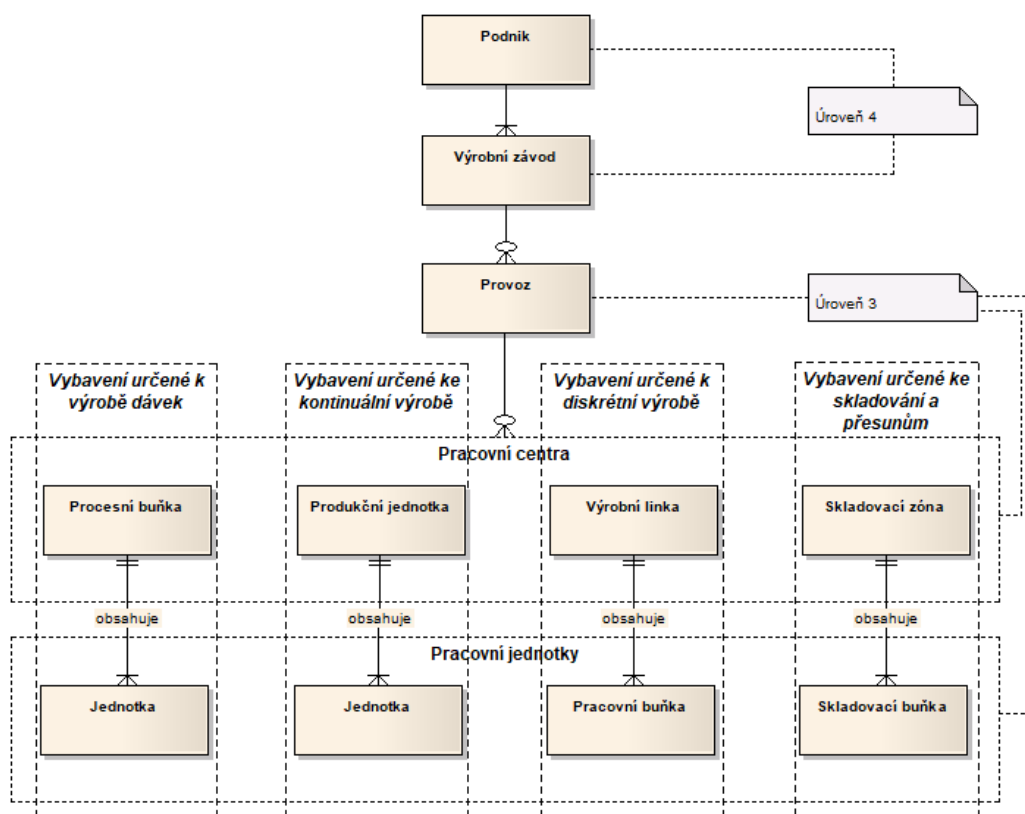 Podnik
Úroveň 4
Výrobní závod
Provoz
Úroveň 3
Vybavení určené k
výrobě dávek
Vybavení určené ke
kontinuální výrobě
Vybavení určené k
diskrétní výrobě
Vybavení určené ke
skladování a
přesunům
Pracovní centra
Procesní buňka
Produkční jednotka
Výrobní linka
Skladovací zóna
obsahuje
obsahuje
obsahuje
obsahuje
Pracovní jednotky
Jednotka
Jednotka
Pracovní buňka
Skladovací buňka